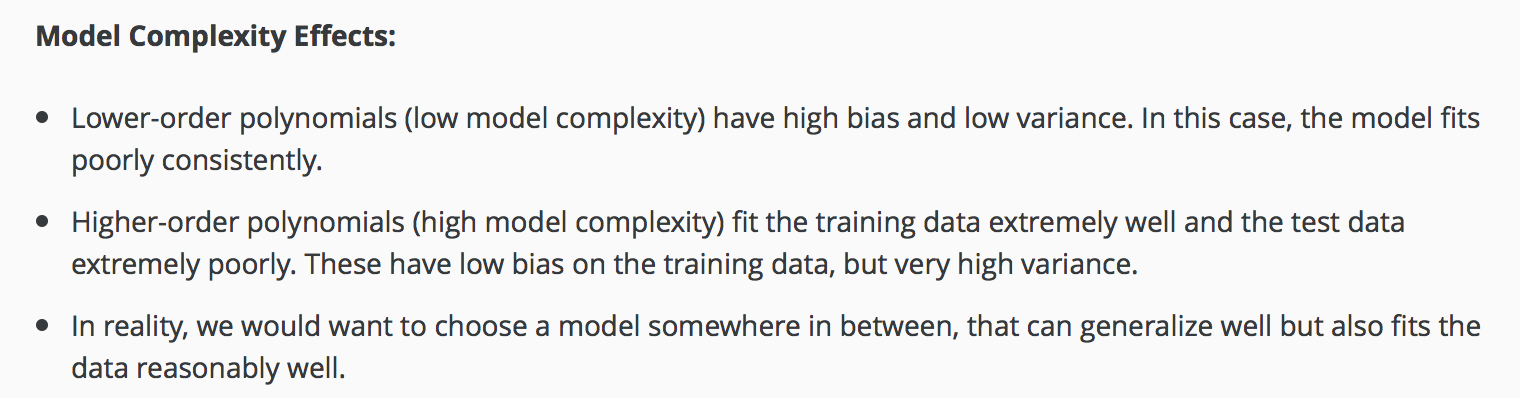 Model Complexity Effects:
• Lower-order polynomials (low model complexity) have high bias and low variance. In this case, the model fits
poorly consistently.
• Higher-order polynomials (high model complexity) fit the training data extremely well and the test data
extremely poorly. These have low bias on the training data, but very high variance.
• In reality, we would want to choose a model somewhere in between, that can generalize well but also fits the
data reasonably well.